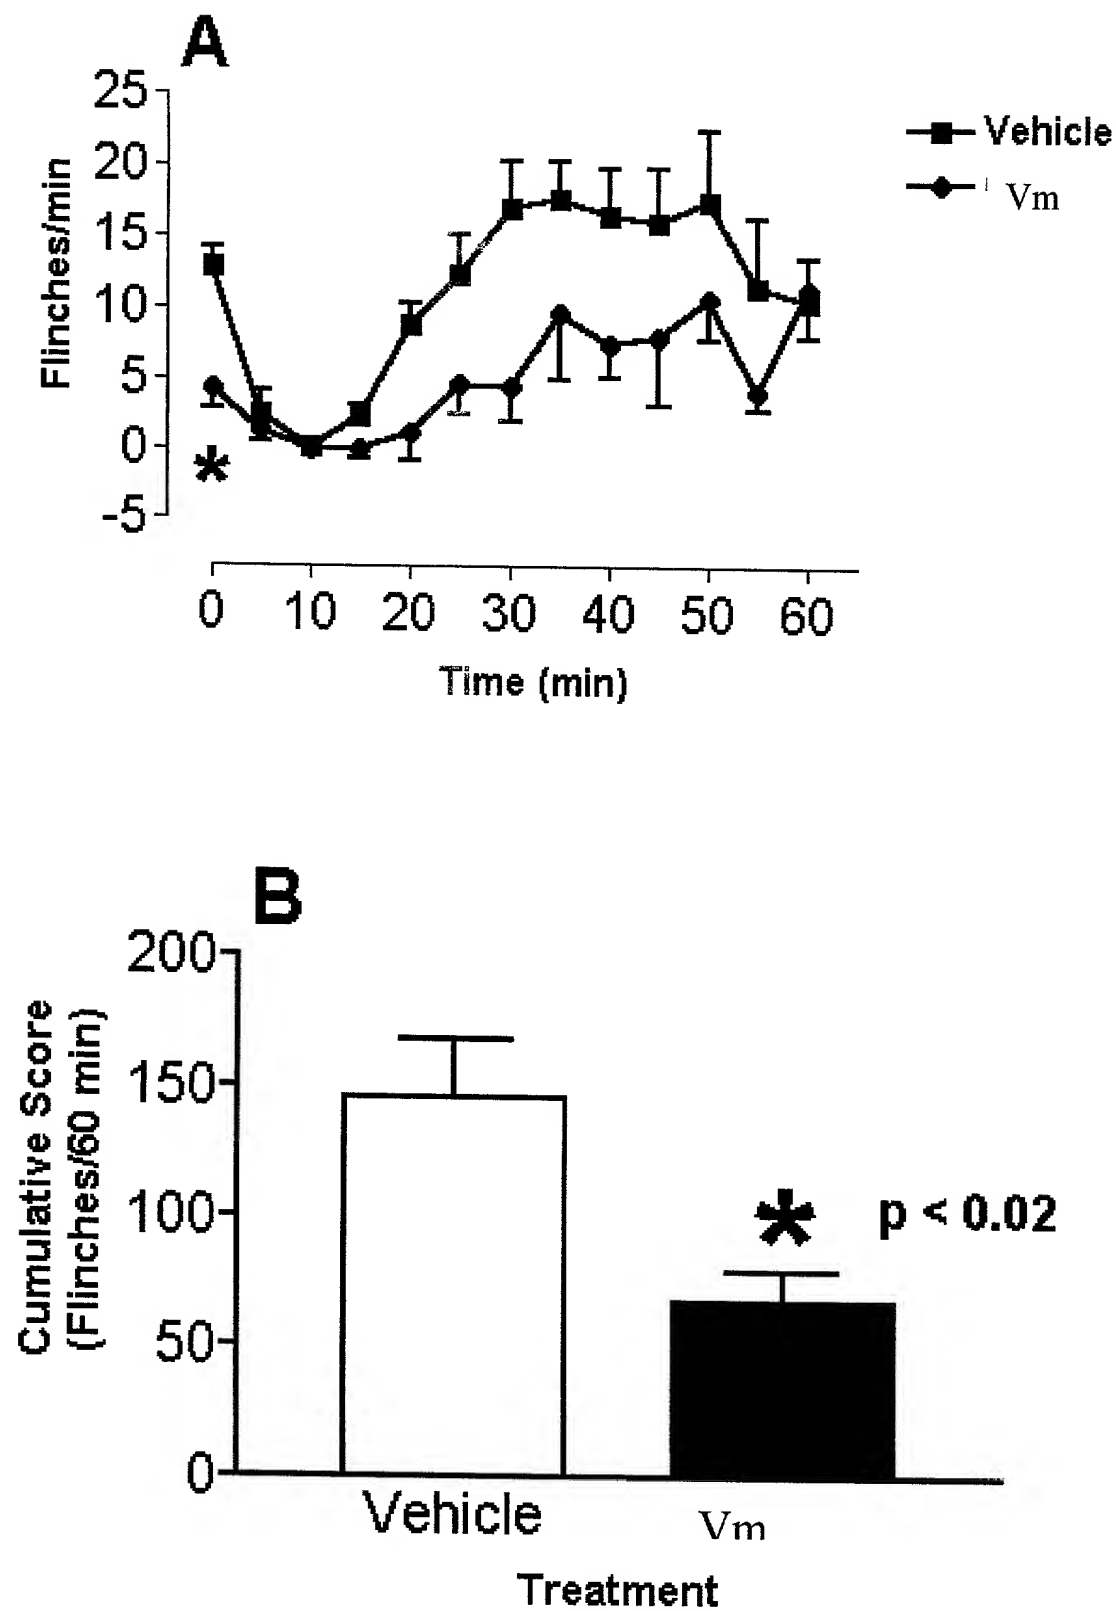 A
25
20
15
10
5
0
-5
Flinches/min
*
Vehicle
Vm
0 10 20 30 40 50 60
Time (min)
B
200
150
100
50
0
Cumulative Score
(Flinches/60 min)
* p < 0.02
Vehicle Vm
Treatment